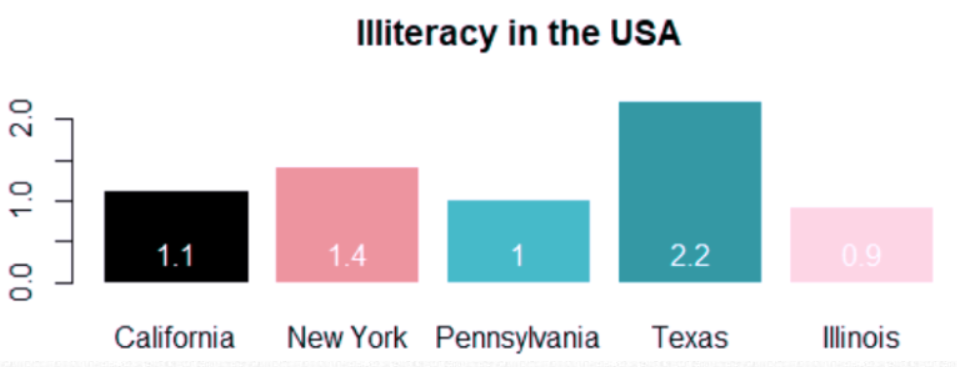 Illiteracy in the USA
2.0
1.0
0.0
1.1 1.4 1 2.2 0.9
California New York Pennsylvania Texas Illinois